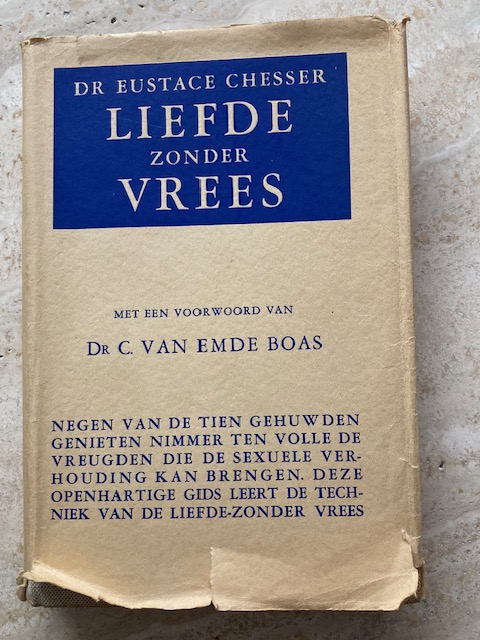 DR EUSTACE CHESSER
LIEFDE
ZONDER
VREES
MET EEN VOORWOORD VAN
DR C. VAN EMDE BOAS
NEGEN VAN DE TIEN GEHUWDEN
GENIETEN NIMMER TEN VOLLE DE
VREUGDEN DIE DE SEXUELE VER-
HOUDING KAN BRENGEN. DEZE
OPENHARTIGE GIDS LEERT DE TECH-
NIEK VAN DE LIEFDE-ZONDER VREES